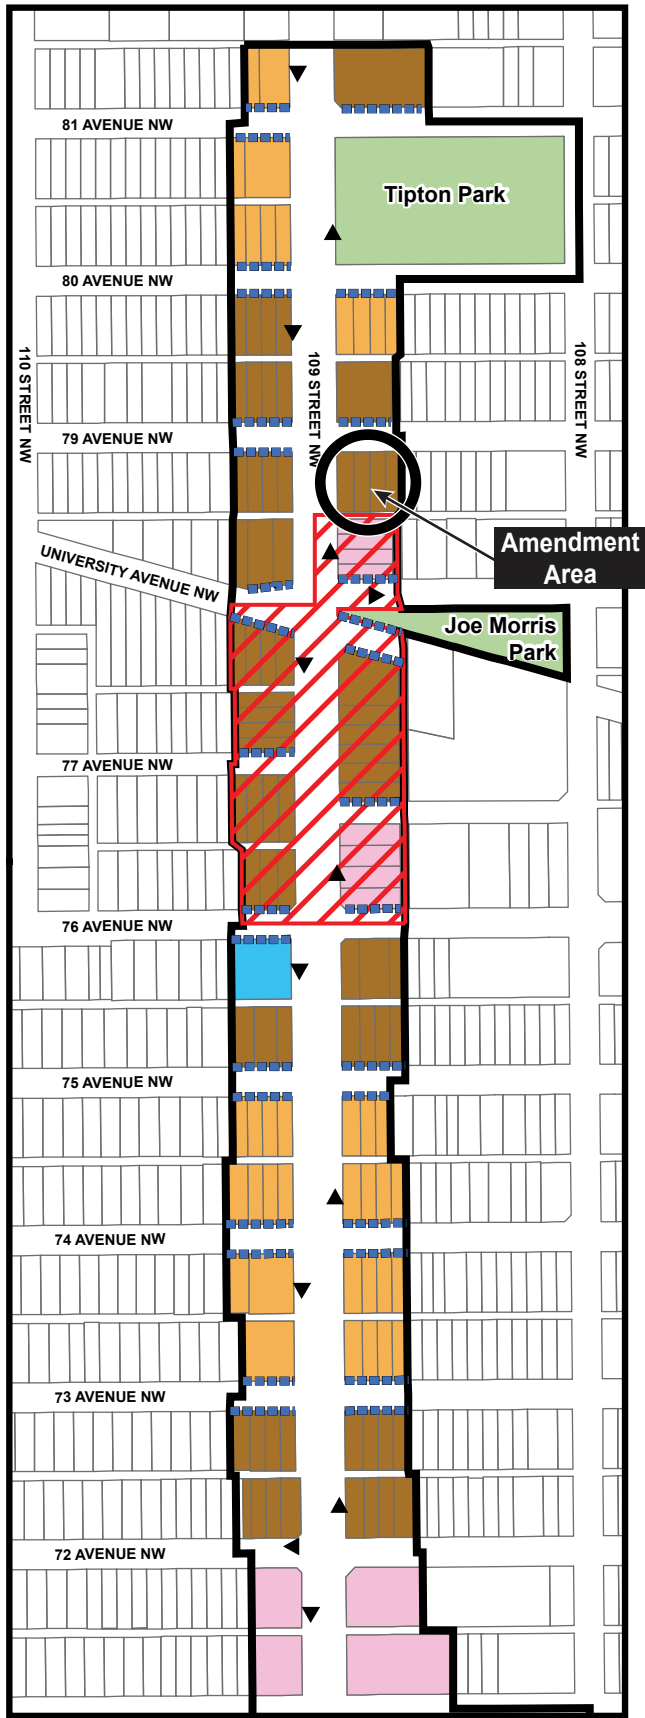 81 AVENUE NW
Tipton Park
80 AVENUE NW
110 STREET NW
109 STREET NW
108 STREET NW
79 AVENUE NW
Amendment
Area
UNIVERSITY AVENUE NW
Joe Morris
Park
77 AVENUE NW
76 AVENUE NW
75 AVENUE NW
74 AVENUE NW
73 AVENUE NW
72 AVENUE NW